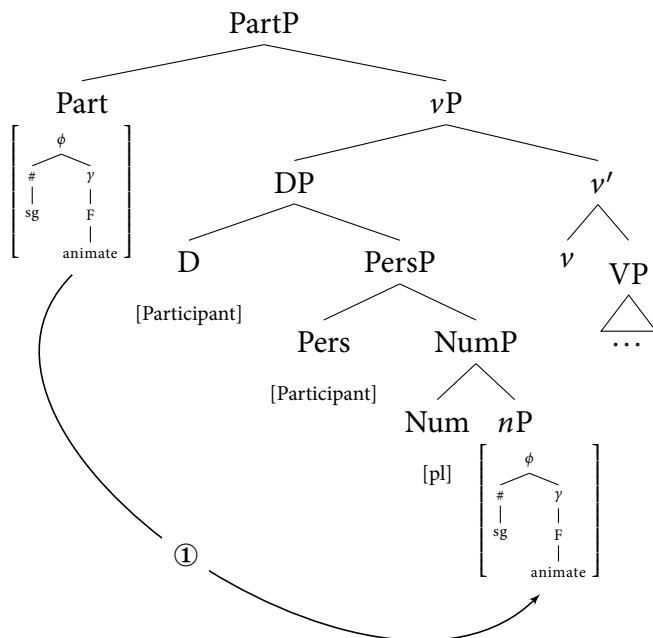 PartP
Part
vP
ϕ
# γ
sg F
animate
DP
v′
D
PersP
v
VP
[Participant]
Pers
NumP
...
[Participant]
Num
nP
[pl]
ϕ
# γ
sg F
animate
①